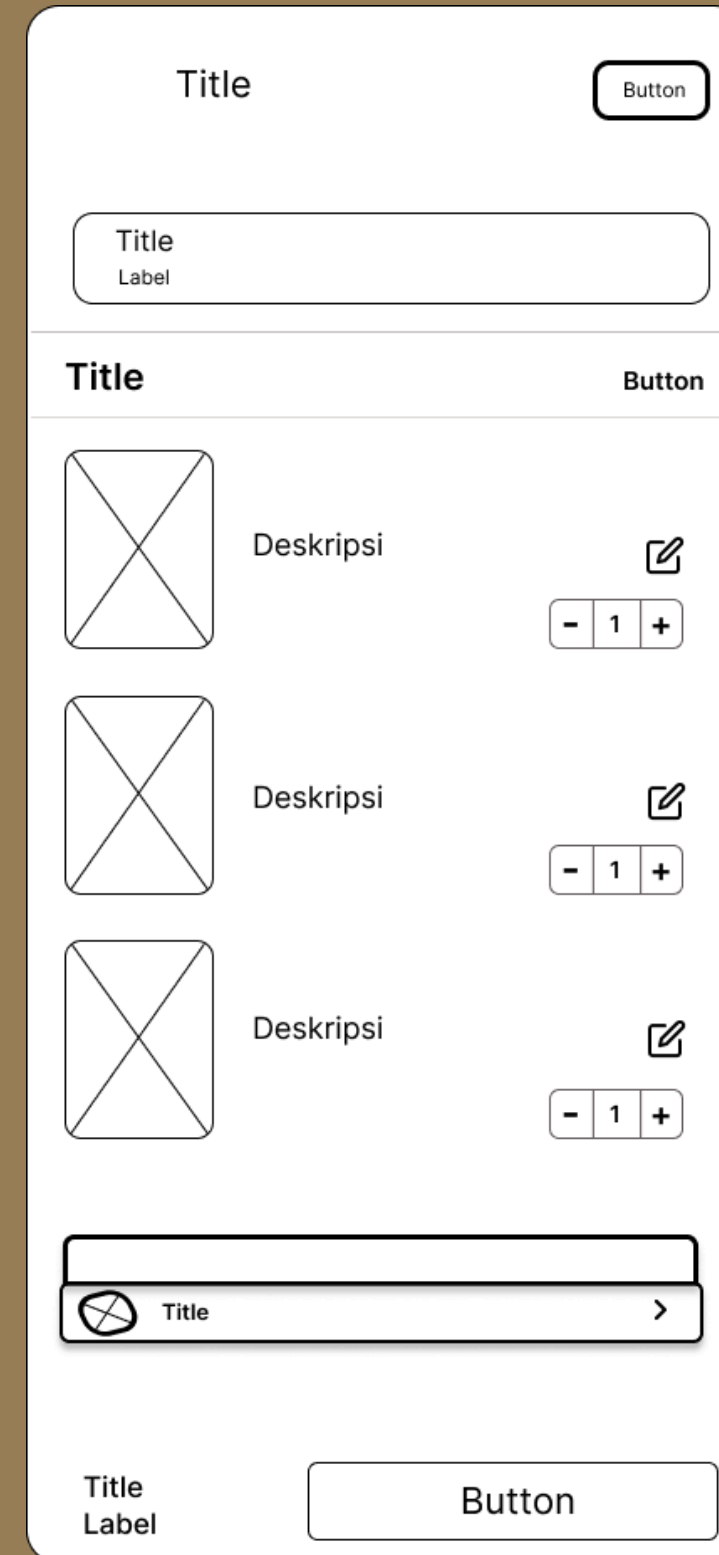 Title
Button
Title
Label
Title
Button
Deskripsi
- 1 +
Deskripsi
- 1 +
Deskripsi
- 1 +
Title
Title
Label
Button